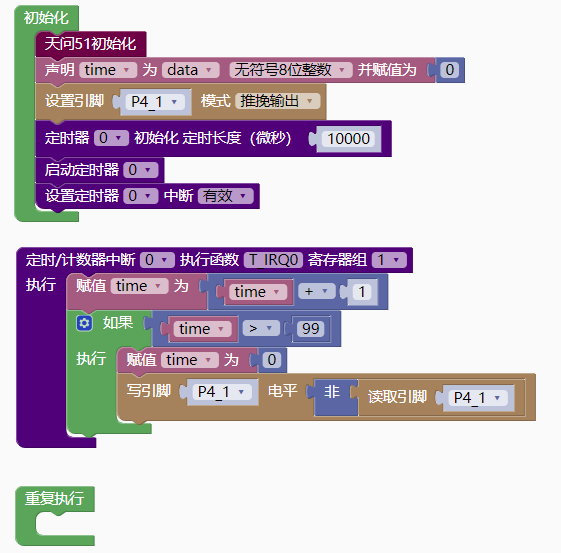 初始化
天问51初始化
声明 time 为 data 无符号8位整数 并赋值为 0
设置引脚 P4_1 模式 推挽输出
定时器 0 初始化 定时长度（微秒） 10000
启动定时器 0
设置定时器 0 中断 有效
定时/计数器中断 0 执行函数 T_IRQ0 寄存器组 1
执行 赋值 time 为 time + 1
如果 time > 99
执行 赋值 time 为 0
写引脚 P4_1 电平 非 读取引脚 P4_1
重复执行